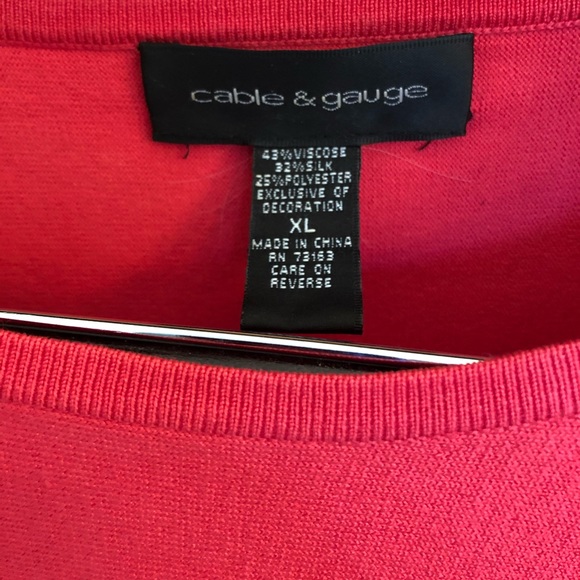 cable & gauge
43%VISCOSE
32%SILK
25%POLYESTER
EXCLUSIVE OF
DECORATION
XL
MADE IN CHINA
RN 73163
CARE ON
REVERSE